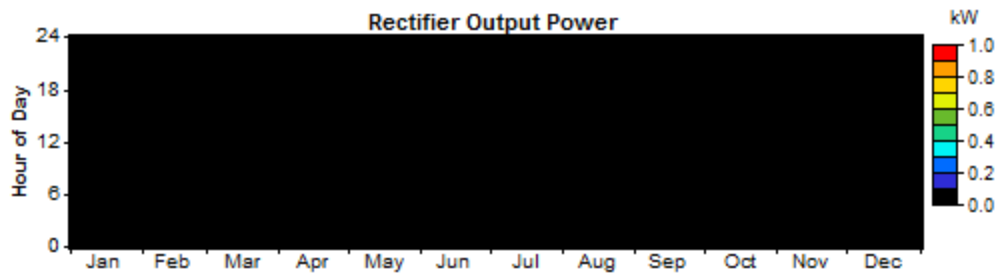 Rectifier Output Power
kW
24
18
12
6
0
Hour of Day
1.0
0.8
0.6
0.4
0.2
0.0
Jan Feb Mar Apr May Jun Jul Aug Sep Oct Nov Dec